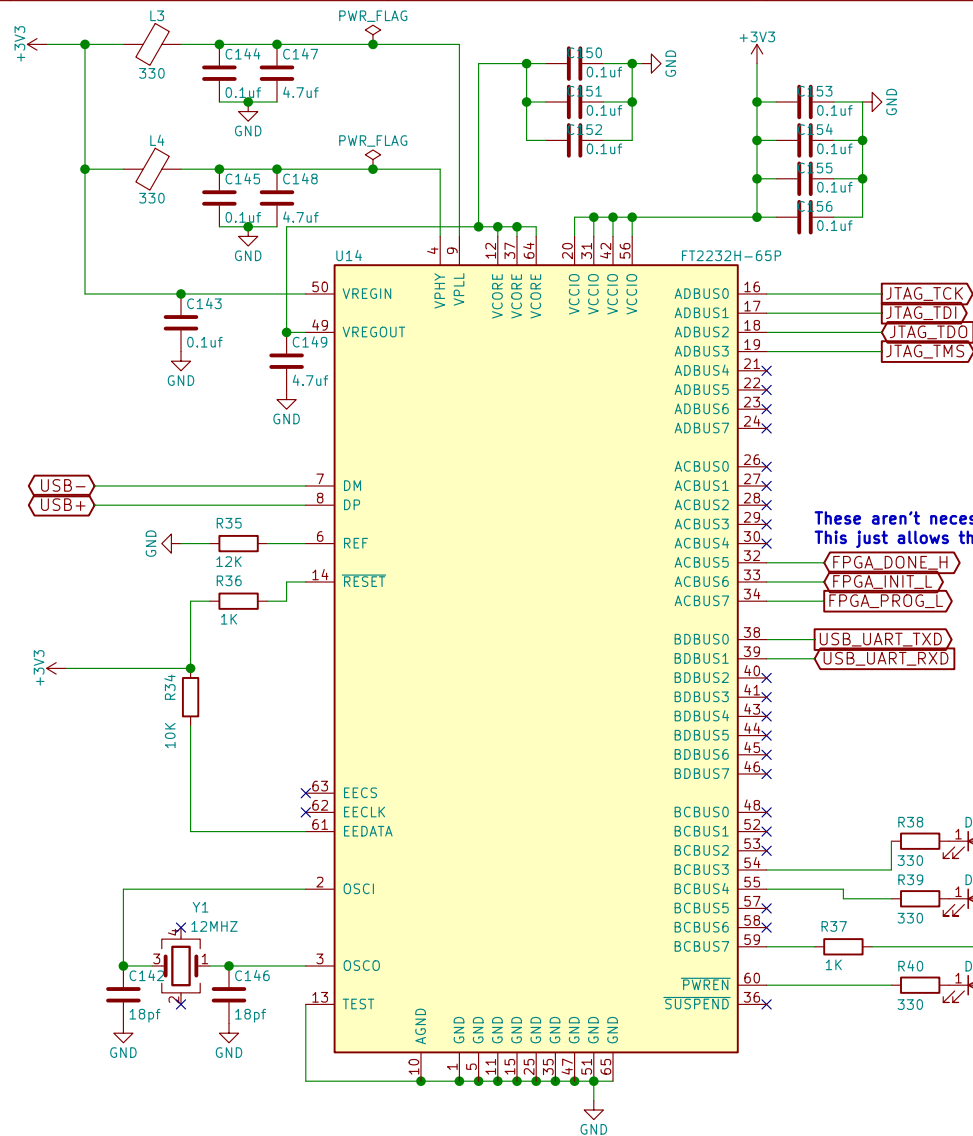 +3V3
L3
330
PWR_FLAG
C144
0.1uf
C147
4.7uf
GND
L4
330
PWR_FLAG
C145
0.1uf
C148
4.7uf
GND
C150
0.1uf
C151
0.1uf
C152
0.1uf
GND
+3V3
C153
0.1uf
C154
0.1uf
C155
0.1uf
C156
0.1uf
GND
U14
FT2232H-65P
4
9
12
37
64
20
31
42
56
VPHY
VPLL
VCORE
VCORE
VCORE
VCCIO
VCCIO
VCCIO
VCCIO
50 VREGIN
C143
0.1uf
GND
49 VREGOUT
C149
4.7uf
GND
USB-
7 DM
USB+
8 DP
GND
R35
12K
6 REF
R36
1K
14 RESET
+3V3
R34
10K
63 EECS
62 EECLK
61 EEDATA
2 OSCI
Y1
12MHZ
4
3
1
2
C142
18pf
GND
C146
18pf
GND
3 OSCO
13 TEST
ADBUS0 16 JTAG_TCK
ADBUS1 17 JTAG_TDI
ADBUS2 18 JTAG_TDO
ADBUS3 19 JTAG_TMS
ADBUS4 21
ADBUS5 22
ADBUS6 23
ADBUS7 24
ACBUS0 26
ACBUS1 27
ACBUS2 28
ACBUS3 29
ACBUS4 30
These aren't neces
This just allows th
ACBUS5 32 FPGA_DONE_H
ACBUS6 33 FPGA_INIT_L
ACBUS7 34 FPGA_PROG_L
BDBUS0 38 USB_UART_TXD
BDBUS1 39 USB_UART_RXD
BDBUS2 40
BDBUS3 41
BDBUS4 43
BDBUS5 44
BDBUS6 45
BDBUS7 46
BCBUS0 48
BCBUS1 52
BCBUS2 53
BCBUS3 54
BCBUS4 55
BCBUS5 57
BCBUS6 58
BCBUS7 59
PWREN 60
SUSPEND 36
R38
330
1
D
R39
330
1
D
R37
1K
R40
330
1
D
AGND
GND
GND
GND
GND
GND
GND
GND
GND
GND
10
1
5
11
15
25
35
47
51
65
GND